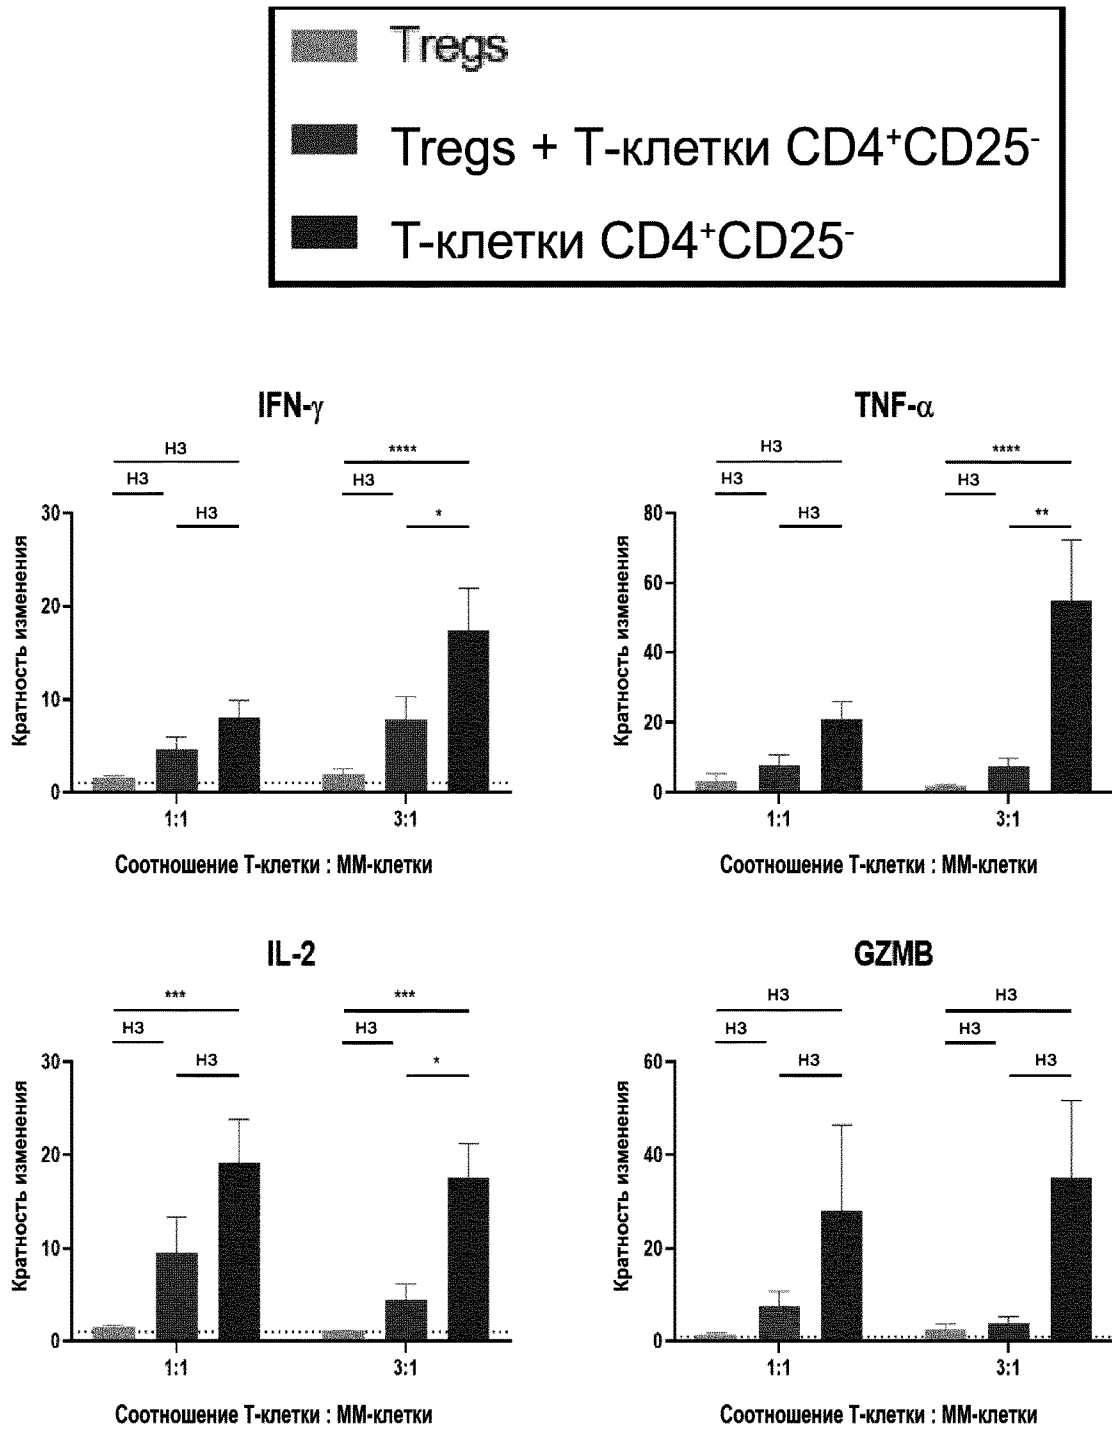 Tregs
Tregs + Т-клетки CD4⁺CD25⁻
Т-клетки CD4⁺CD25⁻
IFN-γ
НЗ
****
НЗ
НЗ
НЗ
*
30
20
10
0
Кратность изменения
1:1
3:1
Соотношение Т-клетки : ММ-клетки
TNF-α
НЗ
****
НЗ
НЗ
НЗ
**
80
60
40
20
0
Кратность изменения
1:1
3:1
Соотношение Т-клетки : ММ-клетки
IL-2
***
***
НЗ
НЗ
НЗ
*
30
20
10
0
Кратность изменения
1:1
3:1
Соотношение Т-клетки : ММ-клетки
GZMB
НЗ
НЗ
НЗ
НЗ
НЗ
НЗ
60
40
20
0
Кратность изменения
1:1
3:1
Соотношение Т-клетки : ММ-клетки